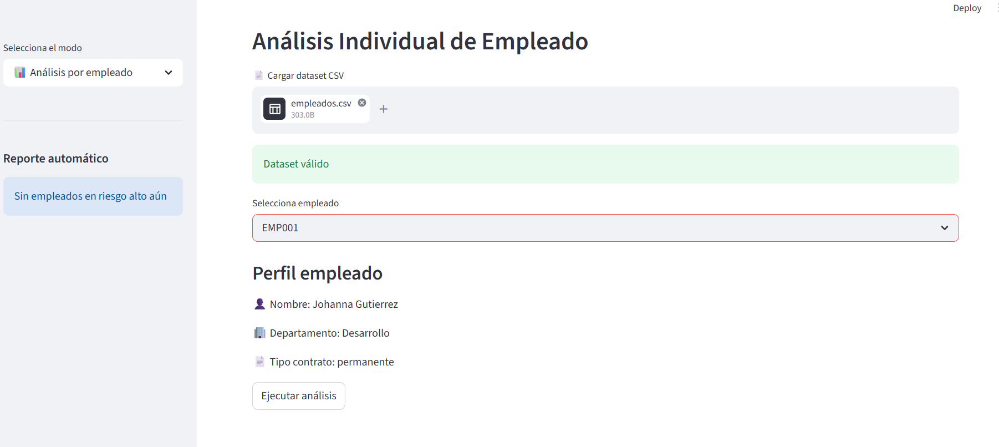 Deploy
Selecciona el modo
Análisis por empleado
Reporte automático
Sin empleados en riesgo alto aún
Análisis Individual de Empleado
Cargar dataset CSV
empleados.csv
303.0B
Dataset válido
Selecciona empleado
EMP001
Perfil empleado
Nombre: Johanna Gutierrez
Departamento: Desarrollo
Tipo contrato: permanente
Ejecutar análisis